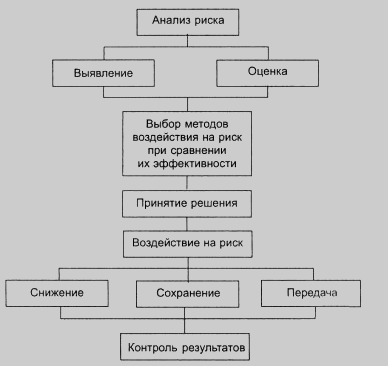 Анализ риска
Выявление
Оценка
Выбор методов
воздействия на риск
при сравнении
их эффективности
Принятие решения
Воздействие на риск
Снижение
Сохранение
Передача
Контроль результатов